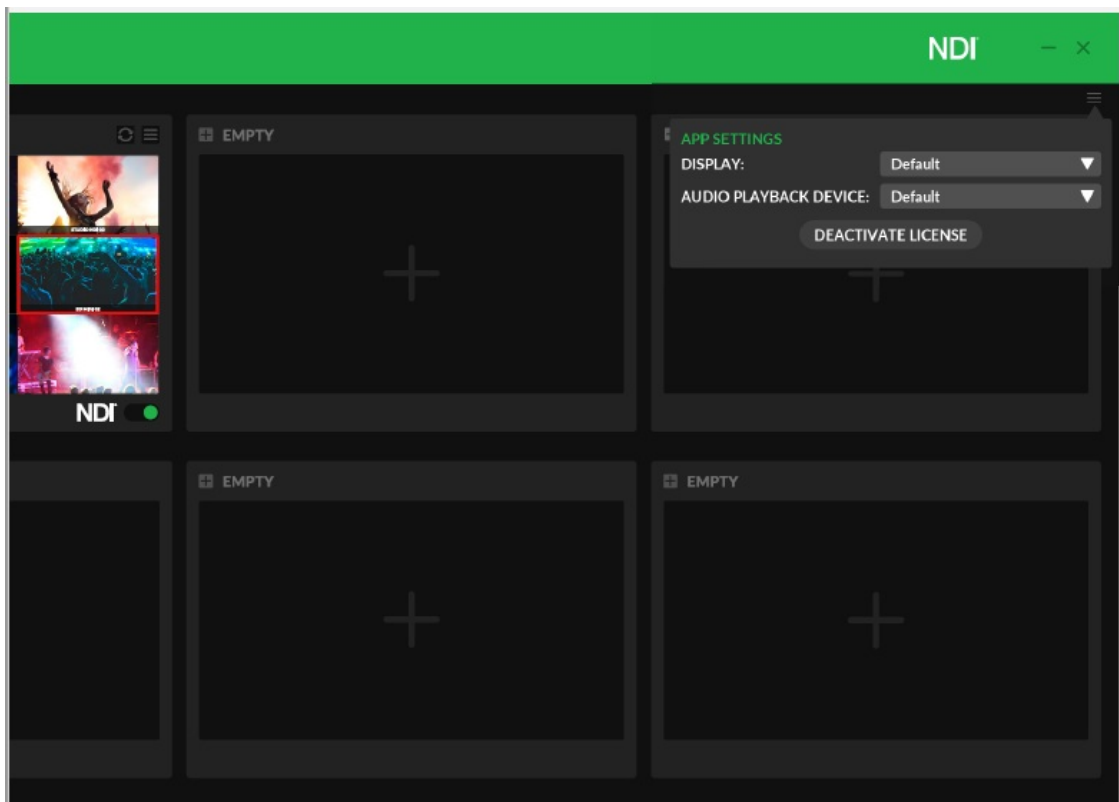 NDI
EMPTY
APP SETTINGS
DISPLAY: Default
AUDIO PLAYBACK DEVICE: Default
DEACTIVATE LICENSE
NDI
EMPTY
EMPTY